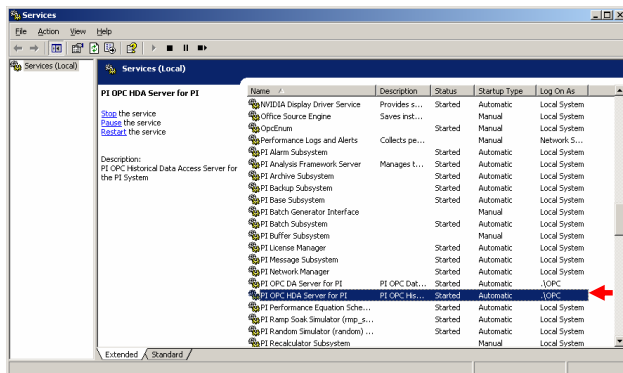 Services
File Action View Help
Services (Local)
Services (Local)
PI OPC HDA Server for PI
Stop the service
Pause the service
Restart the service
Description:
PI OPC Historical Data Access Server for
the PI System
Name Description Status Startup Type Log On As
NVIDIA Display Driver Service Provides s... Started Automatic Local System
Office Source Engine Saves inst... Manual Local System
OpcEnum Started Manual Local System
Performance Logs and Alerts Collects pe... Manual Network S...
PI Alarm Subsystem Started Automatic Local System
PI Analysis Framework Server Manages t... Started Automatic Local System
PI Archive Subsystem Started Automatic Local System
PI Backup Subsystem Started Automatic Local System
PI Base Subsystem Started Automatic Local System
PI Batch Generator Interface Manual Local System
PI Batch Subsystem Started Automatic Local System
PI Buffer Subsystem Manual Local System
PI License Manager Started Automatic Local System
PI Message Subsystem Started Automatic Local System
PI Network Manager Started Automatic Local System
PI OPC DA Server for PI PI OPC Dat... Started Automatic .\OPC
PI OPC HDA Server for PI PI OPC His... Started Automatic .\OPC
PI Performance Equation Sche... Started Automatic Local System
PI Ramp Soak Simulator (rmp_s... Started Automatic Local System
PI Random Simulator (random) ... Started Automatic Local System
PI Recalculator Subsystem Manual Local System
Extended Standard